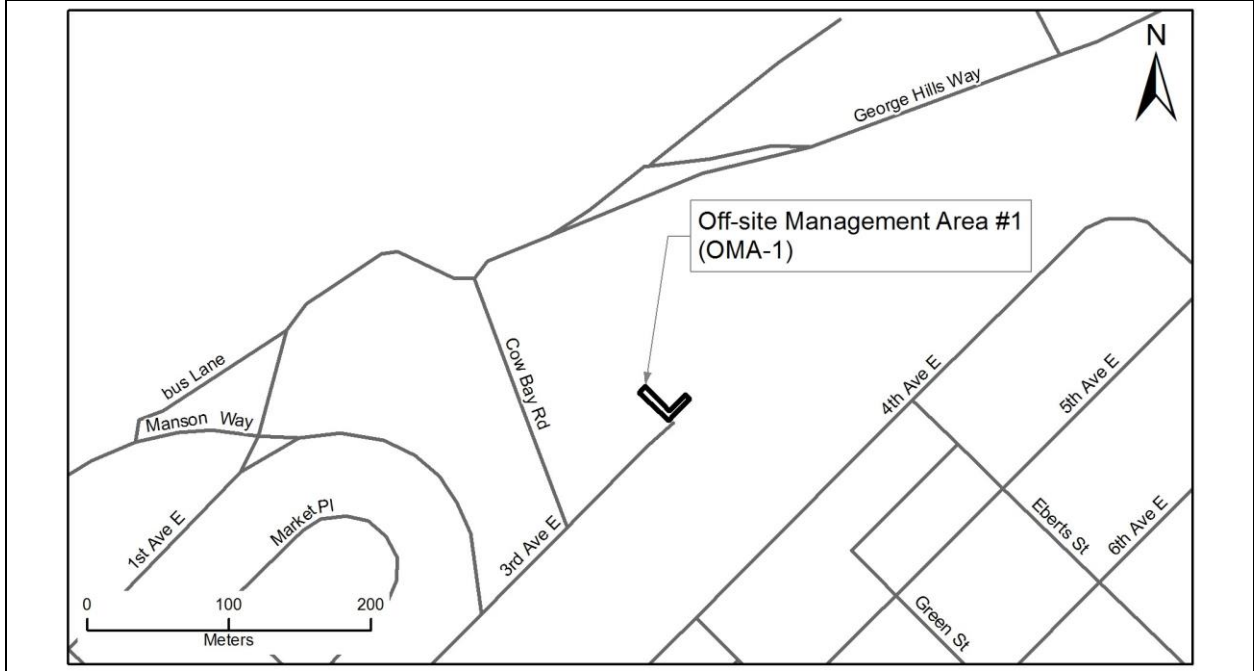 N
George Hills Way
Off-site Management Area #1
(OMA-1)
bus Lane
Cow Bay Rd
4th Ave E
5th Ave E
Manson Way
Market Pl
1st Ave E
3rd Ave E
Eberts St
6th Ave E
Green St
0 100 200
Meters